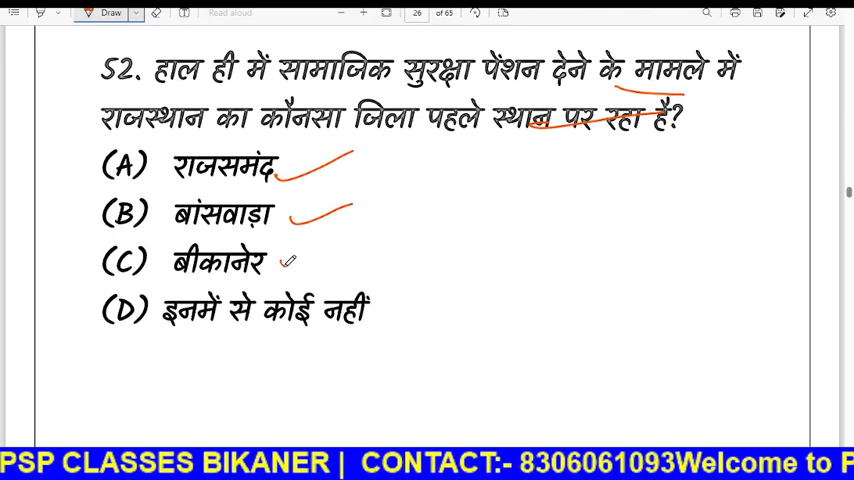 Draw
Read aloud
26
of 65
52. हाल ही में सामाजिक सुरक्षा पेंशन देने के मामले में
राजस्थान का कौनसा जिला पहले स्थान पर रहा है?
(A) राजसमंद
(B) बांसवाड़ा
(C) बीकानेर
(D) इनमें से कोई नहीं
PSP CLASSES BIKANER | CONTACT:- 8306061093Welcome to P